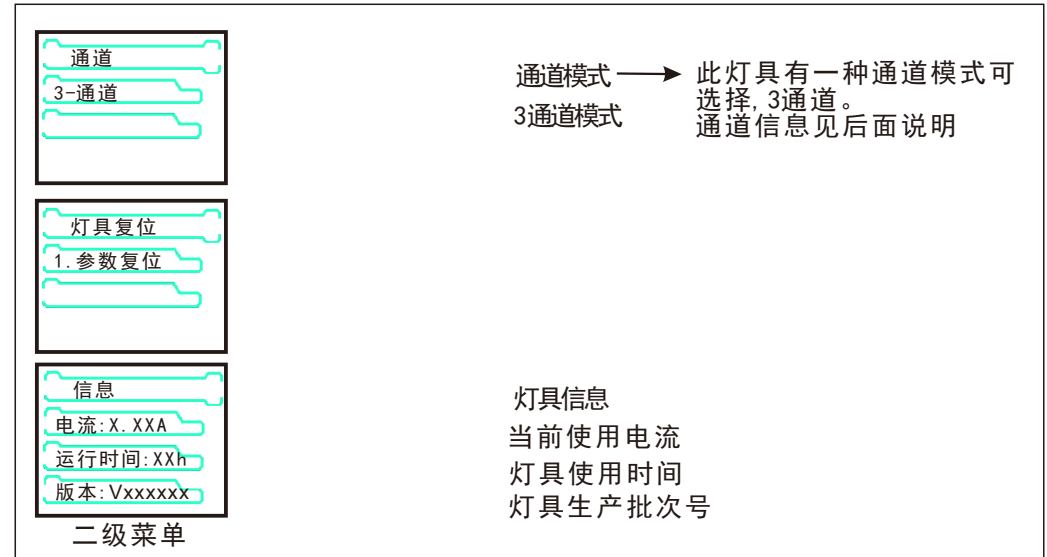 通道
3-通道
通道模式
3通道模式
此灯具有一种通道模式可
选择,3通道。
通道信息见后面说明
灯具复位
1.参数复位
信息
电流:X.XXA
运行时间:XXh
版本:Vxxxxxx
灯具信息
当前使用电流
灯具使用时间
灯具生产批次号
二级菜单